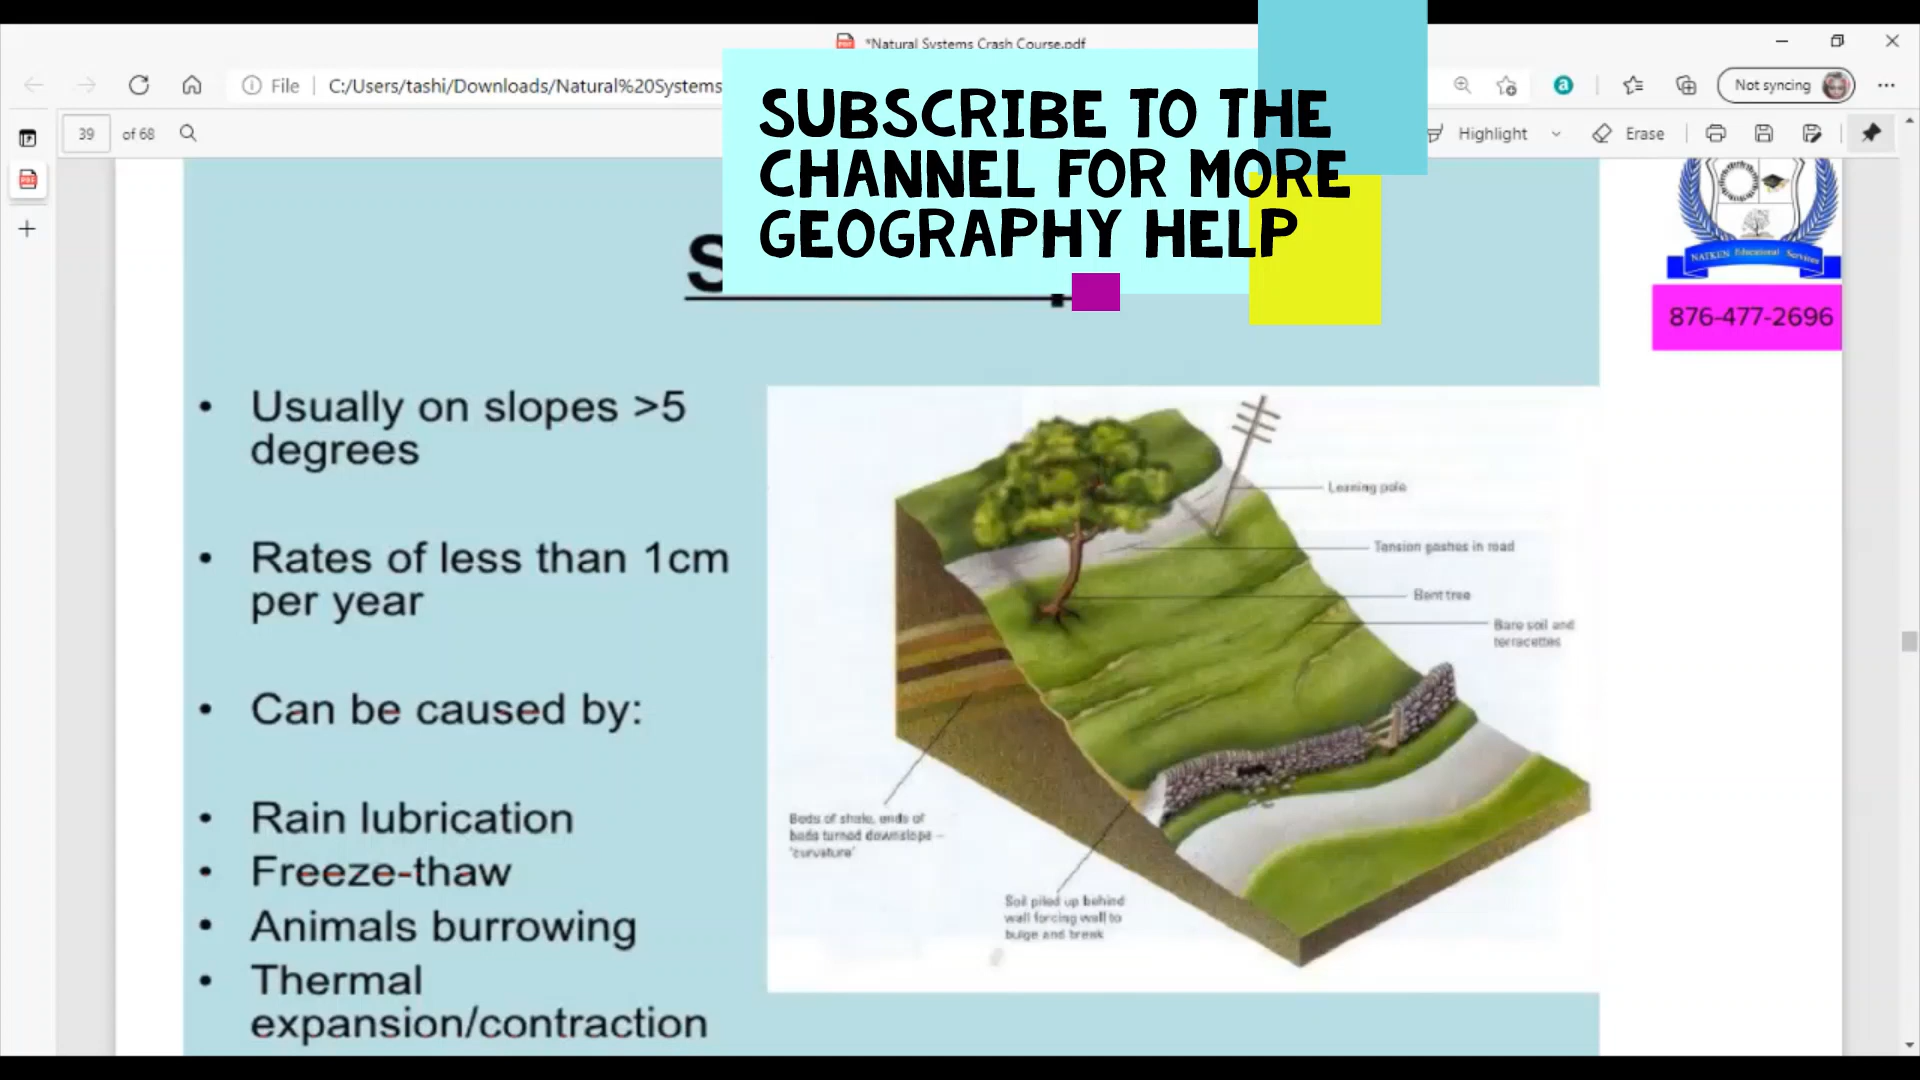 *Natural Systems Crash Course.pdf
File
C:/Users/tashi/Downloads/Natural%20Systems
Not syncing
39 of 68
Highlight
Erase
SUBSCRIBE TO THE
CHANNEL FOR MORE
GEOGRAPHY HELP
S
NATKEN Educational Services
876-477-2696
• Usually on slopes >5
degrees
• Rates of less than 1cm
per year
• Can be caused by:
• Rain lubrication
• Freeze-thaw
• Animals burrowing
• Thermal
expansion/contraction
Leaning pole
Tension gashes in road
Bent tree
Bare soil and
terracettes
Beds of shale, ends of
beds turned downslope –
'curvature'
Soil piled up behind
wall forcing wall to
bulge and break